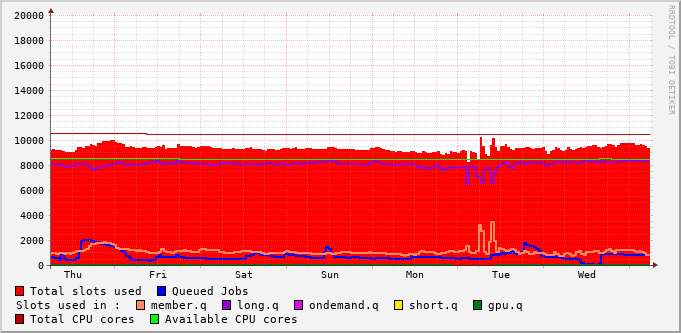 20000
18000
16000
14000
12000
10000
8000
6000
4000
2000
0
Thu Fri Sat Sun Mon Tue Wed
RRDTOOL / TOBI OETIKER
Total slots used Queued Jobs
Slots used in : member.q long.q ondemand.q short.q gpu.q
Total CPU cores Available CPU cores